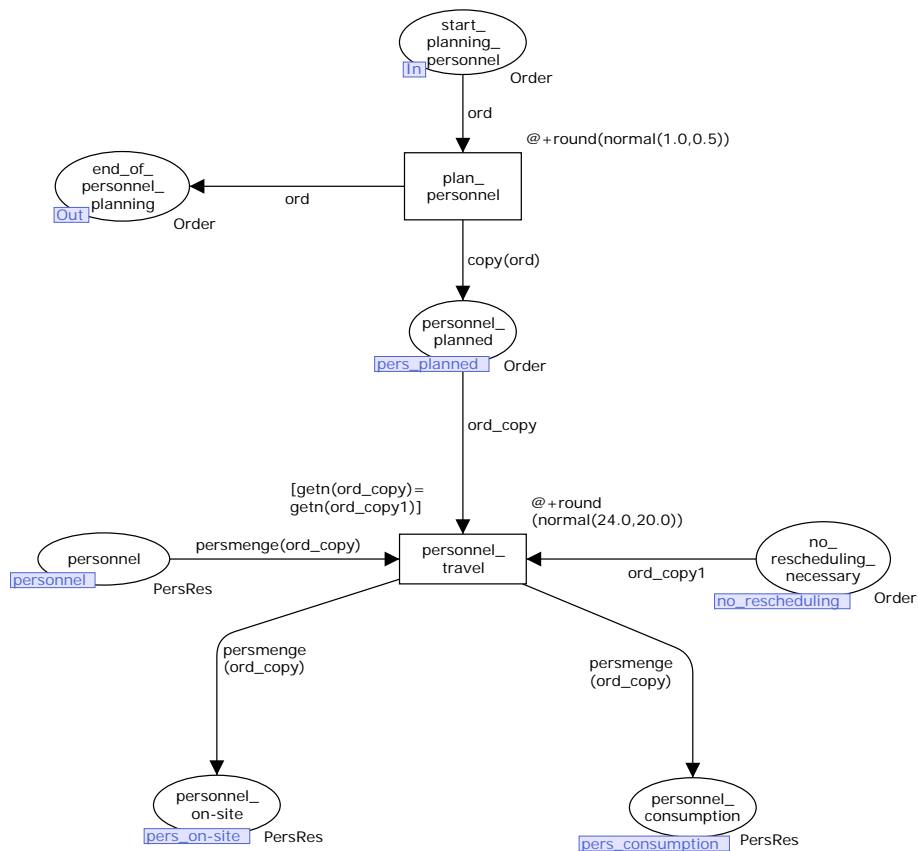 start_
planning_
personnel
In
Order
ord
@+round(normal(1.0,0.5))
end_of_
personnel_
planning
Out
Order
ord
plan_
personnel
copy(ord)
personnel_
planned
pers_planned
Order
ord_copy
[getn(ord_copy)=
getn(ord_copy1)]
@+round
(normal(24.0,20.0))
personnel
personnel
PersRes
persmenge(ord_copy)
personnel_
travel
ord_copy1
no_
rescheduling_
necessary
no_rescheduling
Order
persmenge
(ord_copy)
persmenge
(ord_copy)
personnel_
on-site
pers_on-site
PersRes
personnel_
consumption
pers_consumption
PersRes